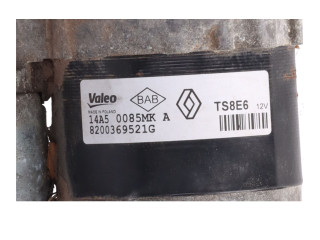 Valeo BAB TS8E6 12V
MADE IN POLAND
14A5 0085MK A
8200369521G